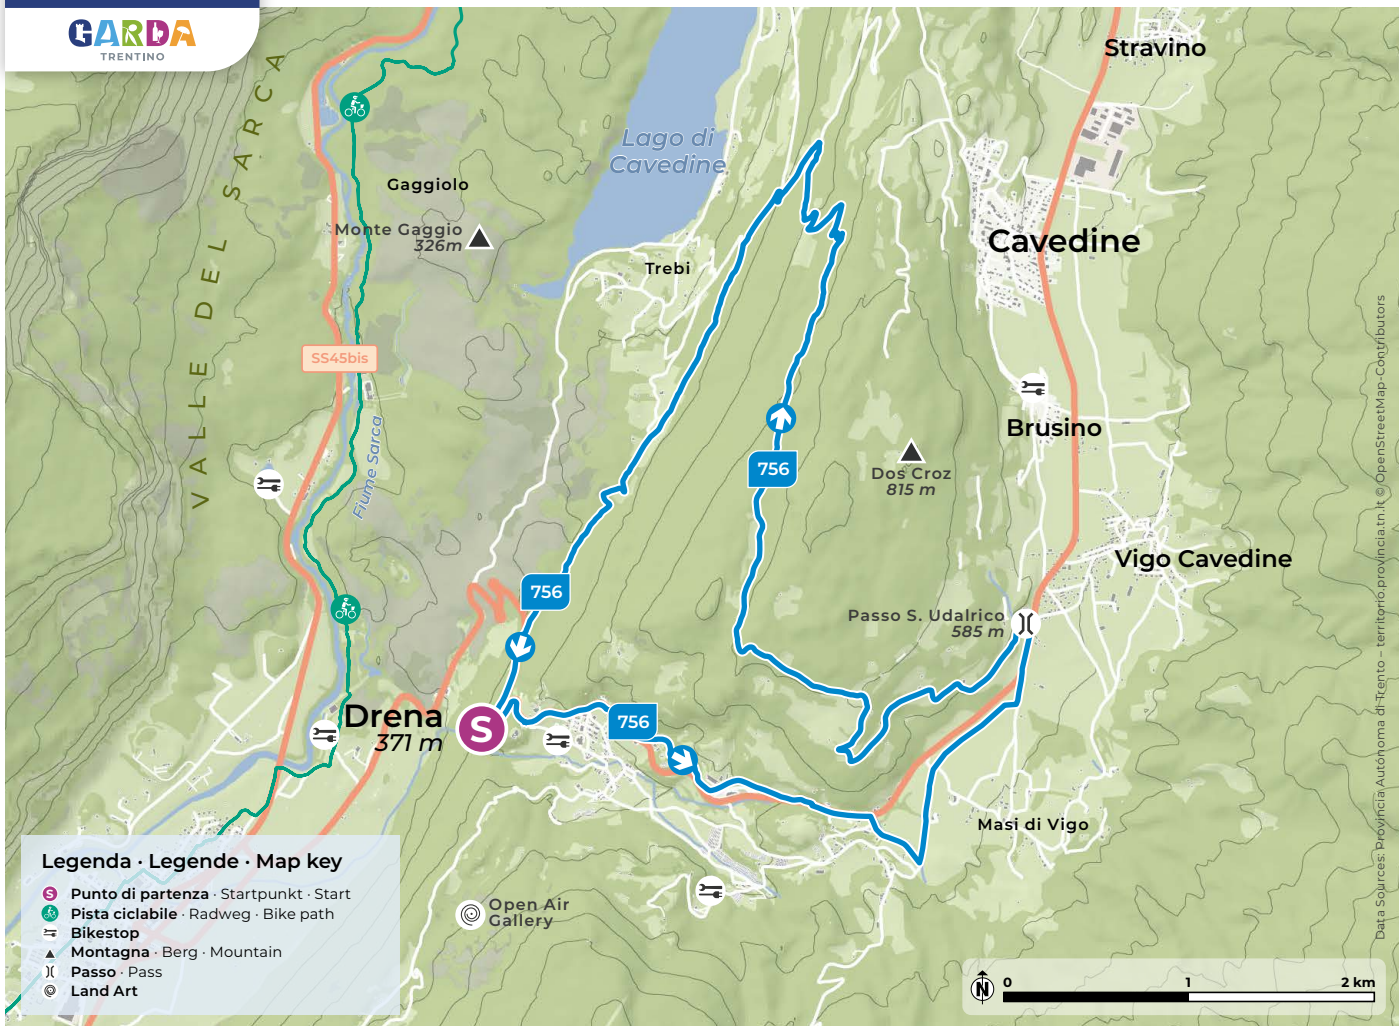 GARDA
TRENTINO
Stravino
VALLE DEL SARCA
Lago di
Cavedine
Gaggiolo
Monte Gaggio
326m
Trebi
Cavedine
SS45bis
Fiume Sarca
Brusino
756
Dos Croz
815 m
Vigo Cavedine
756
Passo S. Udalrico
585 m
Drena
371 m
S
756
Masi di Vigo
Open Air
Gallery
Legenda · Legende · Map key
S Punto di partenza · Startpunkt · Start
Pista ciclabile · Radweg · Bike path
Bikestop
Montagna · Berg · Mountain
Passo · Pass
Land Art
N
0 1 2 km
Data Sources: Provincia Autónoma di Trento – territorio.provincia.tn.it © OpenStreetMap-Contributors